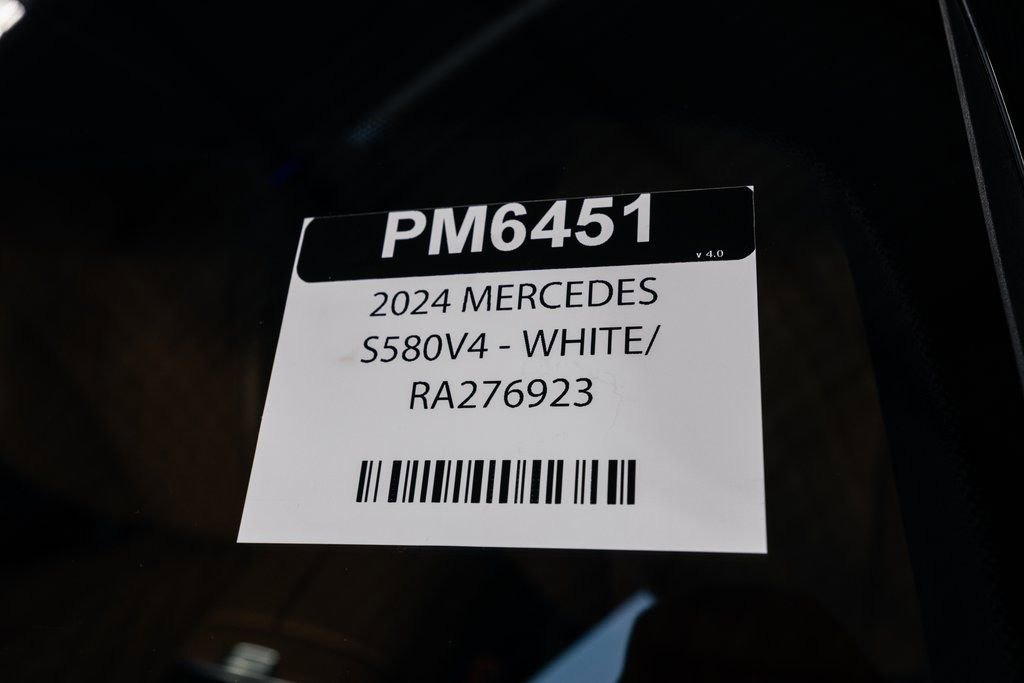 PM6451
v 4.0
2024 MERCEDES
S580V4 - WHITE/
RA276923